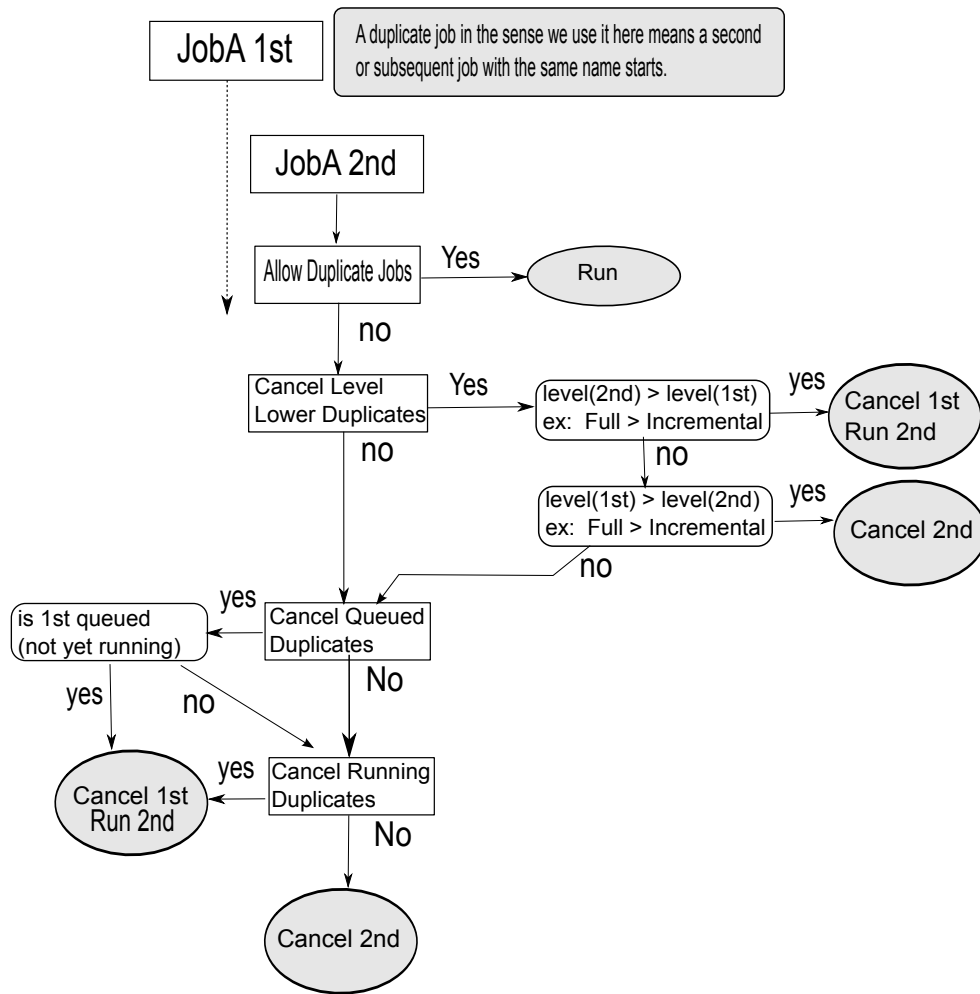 JobA 1st
A duplicate job in the sense we use it here means a second
or subsequent job with the same name starts.
JobA 2nd
Allow Duplicate Jobs
Yes
Run
no
Cancel Level
Lower Duplicates
Yes
level(2nd) > level(1st)
ex: Full > Incremental
yes
Cancel 1st
Run 2nd
no
no
level(1st) > level(2nd)
ex: Full > Incremental
yes
Cancel 2nd
no
Cancel Queued
Duplicates
yes
is 1st queued
(not yet running)
No
yes
no
Cancel Running
Duplicates
yes
Cancel 1st
Run 2nd
No
Cancel 2nd